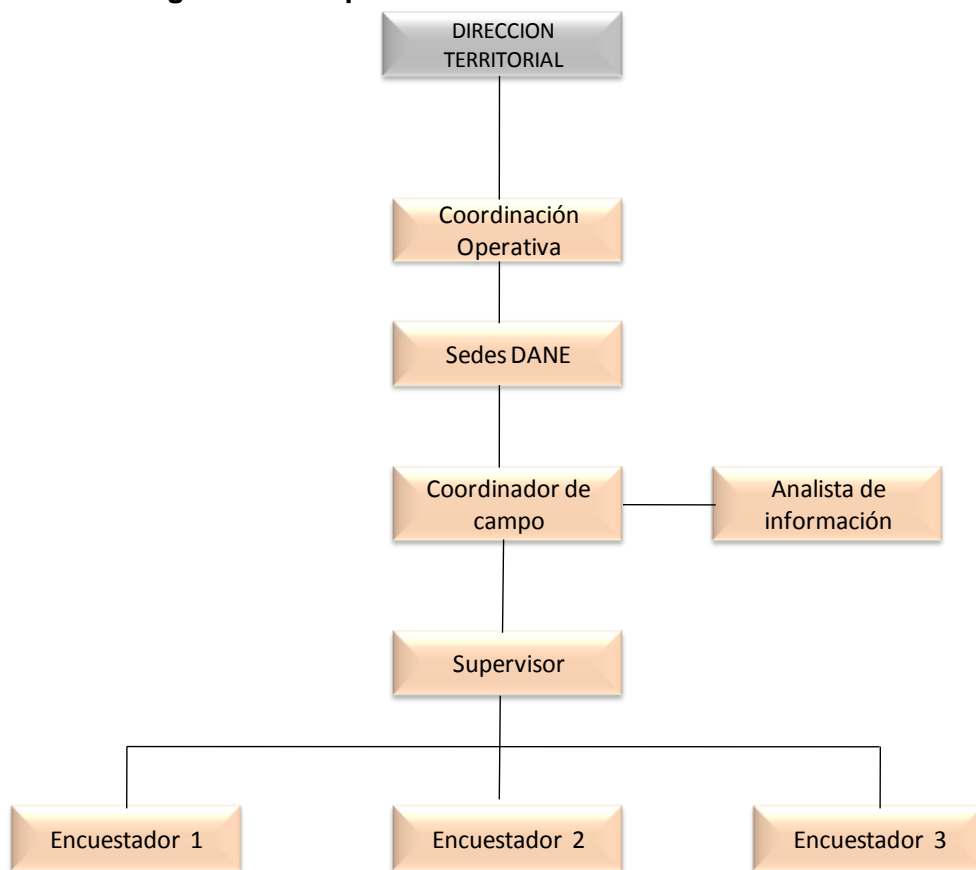 DIRECCION
TERRITORIAL
Coordinación
Operativa
Sedes DANE
Coordinador de
campo
Analista de
información
Supervisor
Encuestador 1
Encuestador 2
Encuestador 3